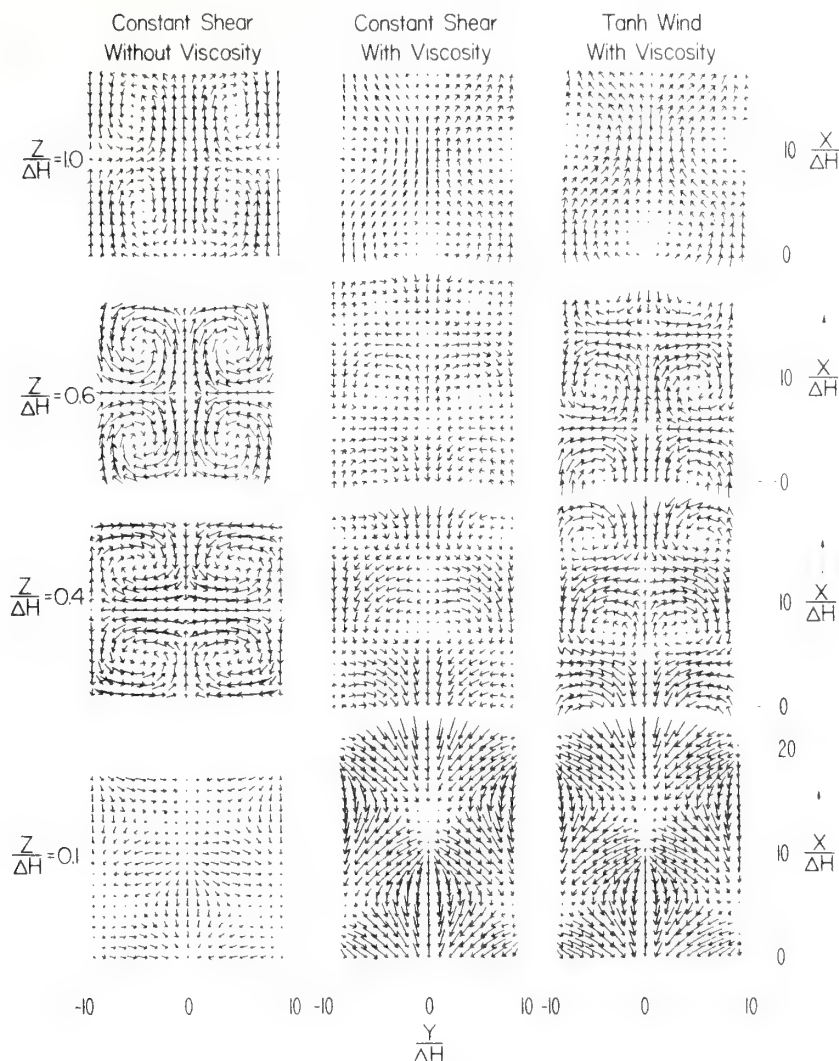 Constant Shear Constant Shear Tanh Wind
Without Viscosity With Viscosity With Viscosity
Z/ΔH = 1.0
10 X/ΔH
0
Z/ΔH = 0.6
10 X/ΔH
0
Z/ΔH = 0.4
10 X/ΔH
0
20
Z/ΔH = 0.1
10 X/ΔH
0
-10 0 10 -10 0 10 -10 0 10
Y/ΔH